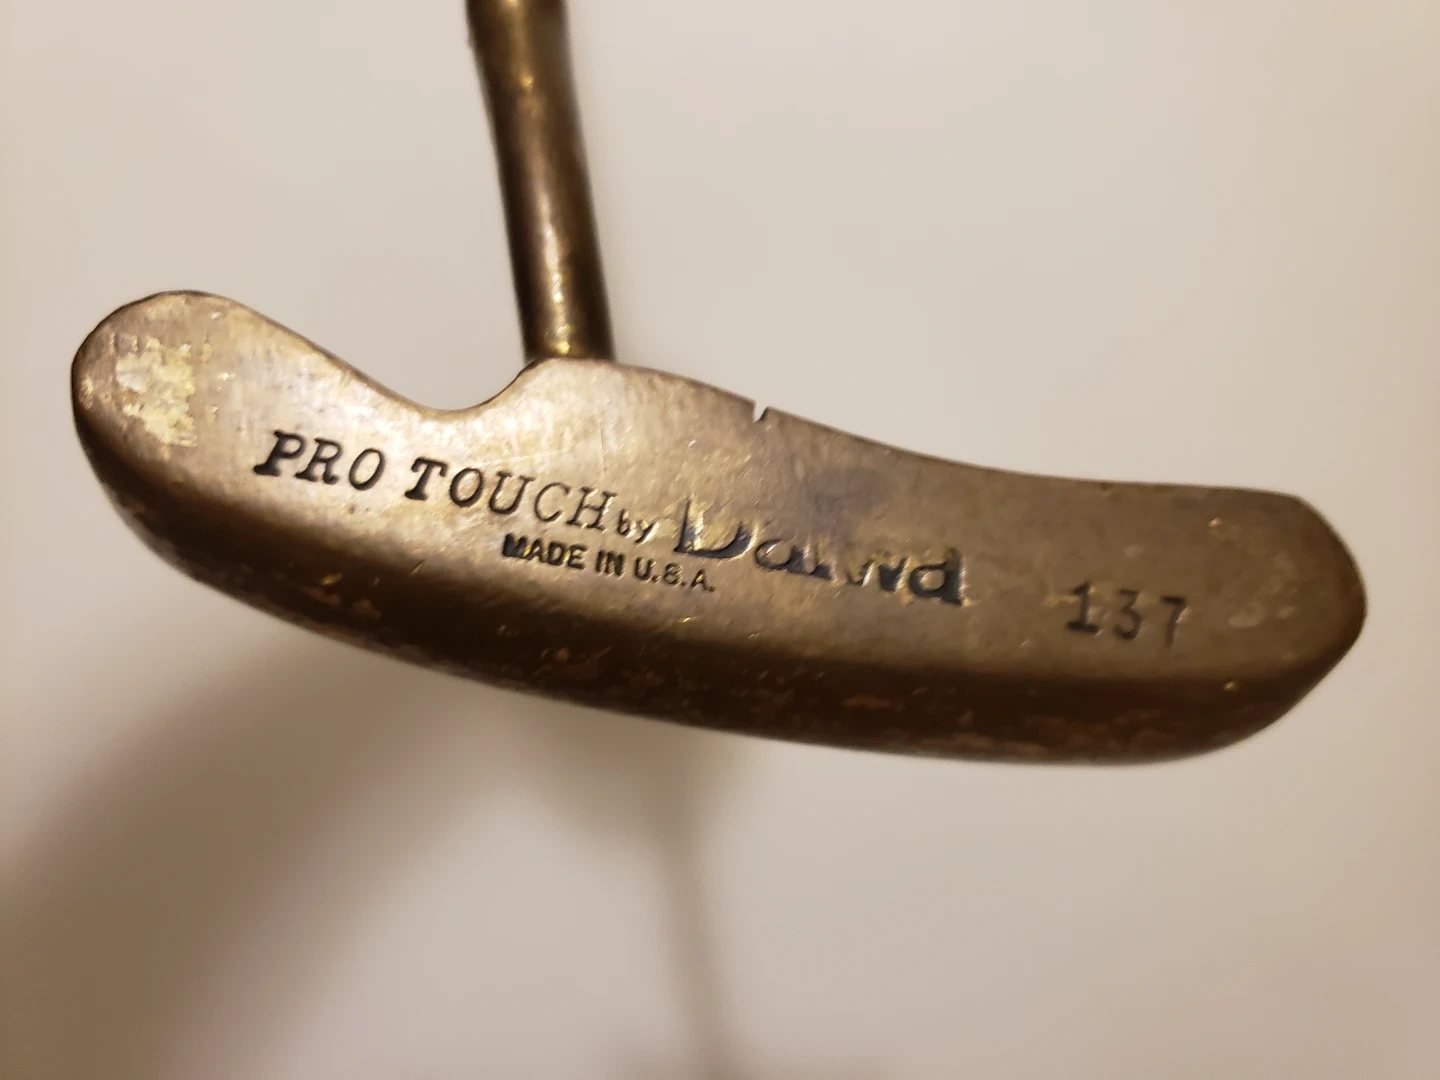 PRO TOUCH by Daiwa 137
MADE IN U.S.A.